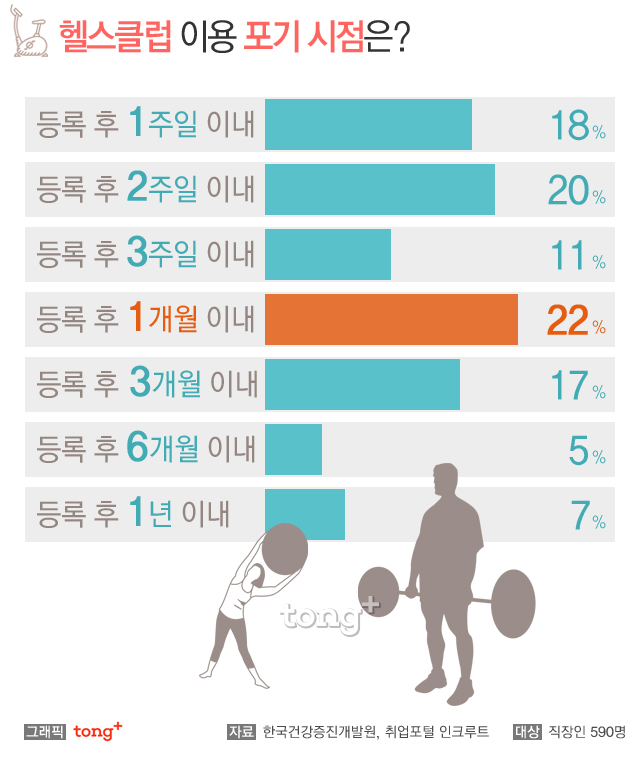 헬스클럽 이용 포기 시점은?
등록 후 1주일 이내 18%
등록 후 2주일 이내 20%
등록 후 3주일 이내 11%
등록 후 1개월 이내 22%
등록 후 3개월 이내 17%
등록 후 6개월 이내 5%
등록 후 1년 이내 7%
tong+
그래픽 tong+ 자료 한국건강증진개발원, 취업포털 인크루트 대상 직장인 590명